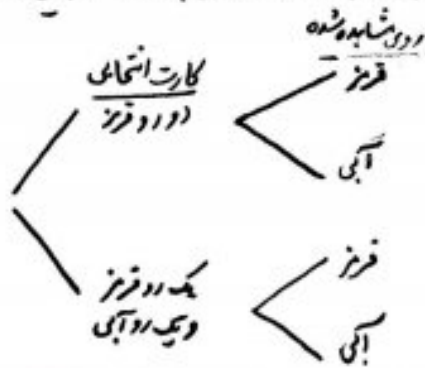 روی مشاهده شده
کارت انتخابی
قرمز
دو رو قرمز
آبی
قرمز
یک رو قرمز
و یک رو آبی
آبی